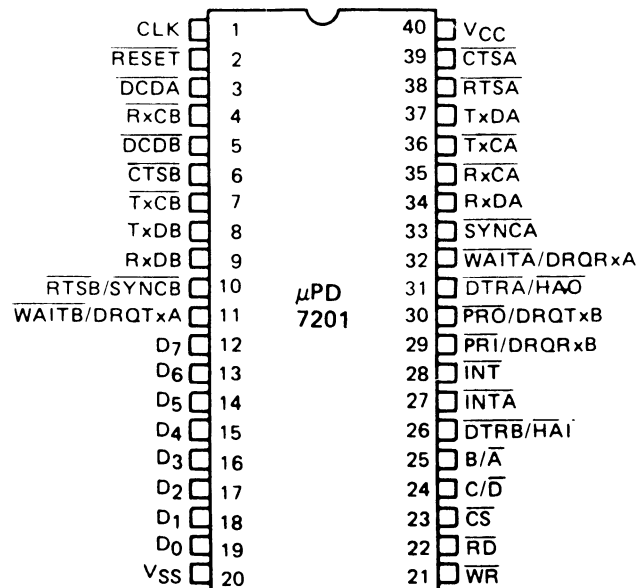 CLK 1 40 VCC
RESET 2 39 CTSA
DCDA 3 38 RTSA
RxCB 4 37 TxDA
DCDB 5 36 TxCA
CTSB 6 35 RxCA
TxCB 7 34 RxDA
TxDB 8 33 SYNCA
RxDB 9 32 WAITA/DRQRxA
RTSB/SYNCB 10 31 DTRA/HAO
WAITB/DRQTxA 11 30 PRO/DRQTxB
μPD
7201
D7 12 29 PRI/DRQRxB
D6 13 28 INT
D5 14 27 INTA
D4 15 26 DTRB/HAI
D3 16 25 B/A
D2 17 24 C/D
D1 18 23 CS
D0 19 22 RD
VSS 20 21 WR